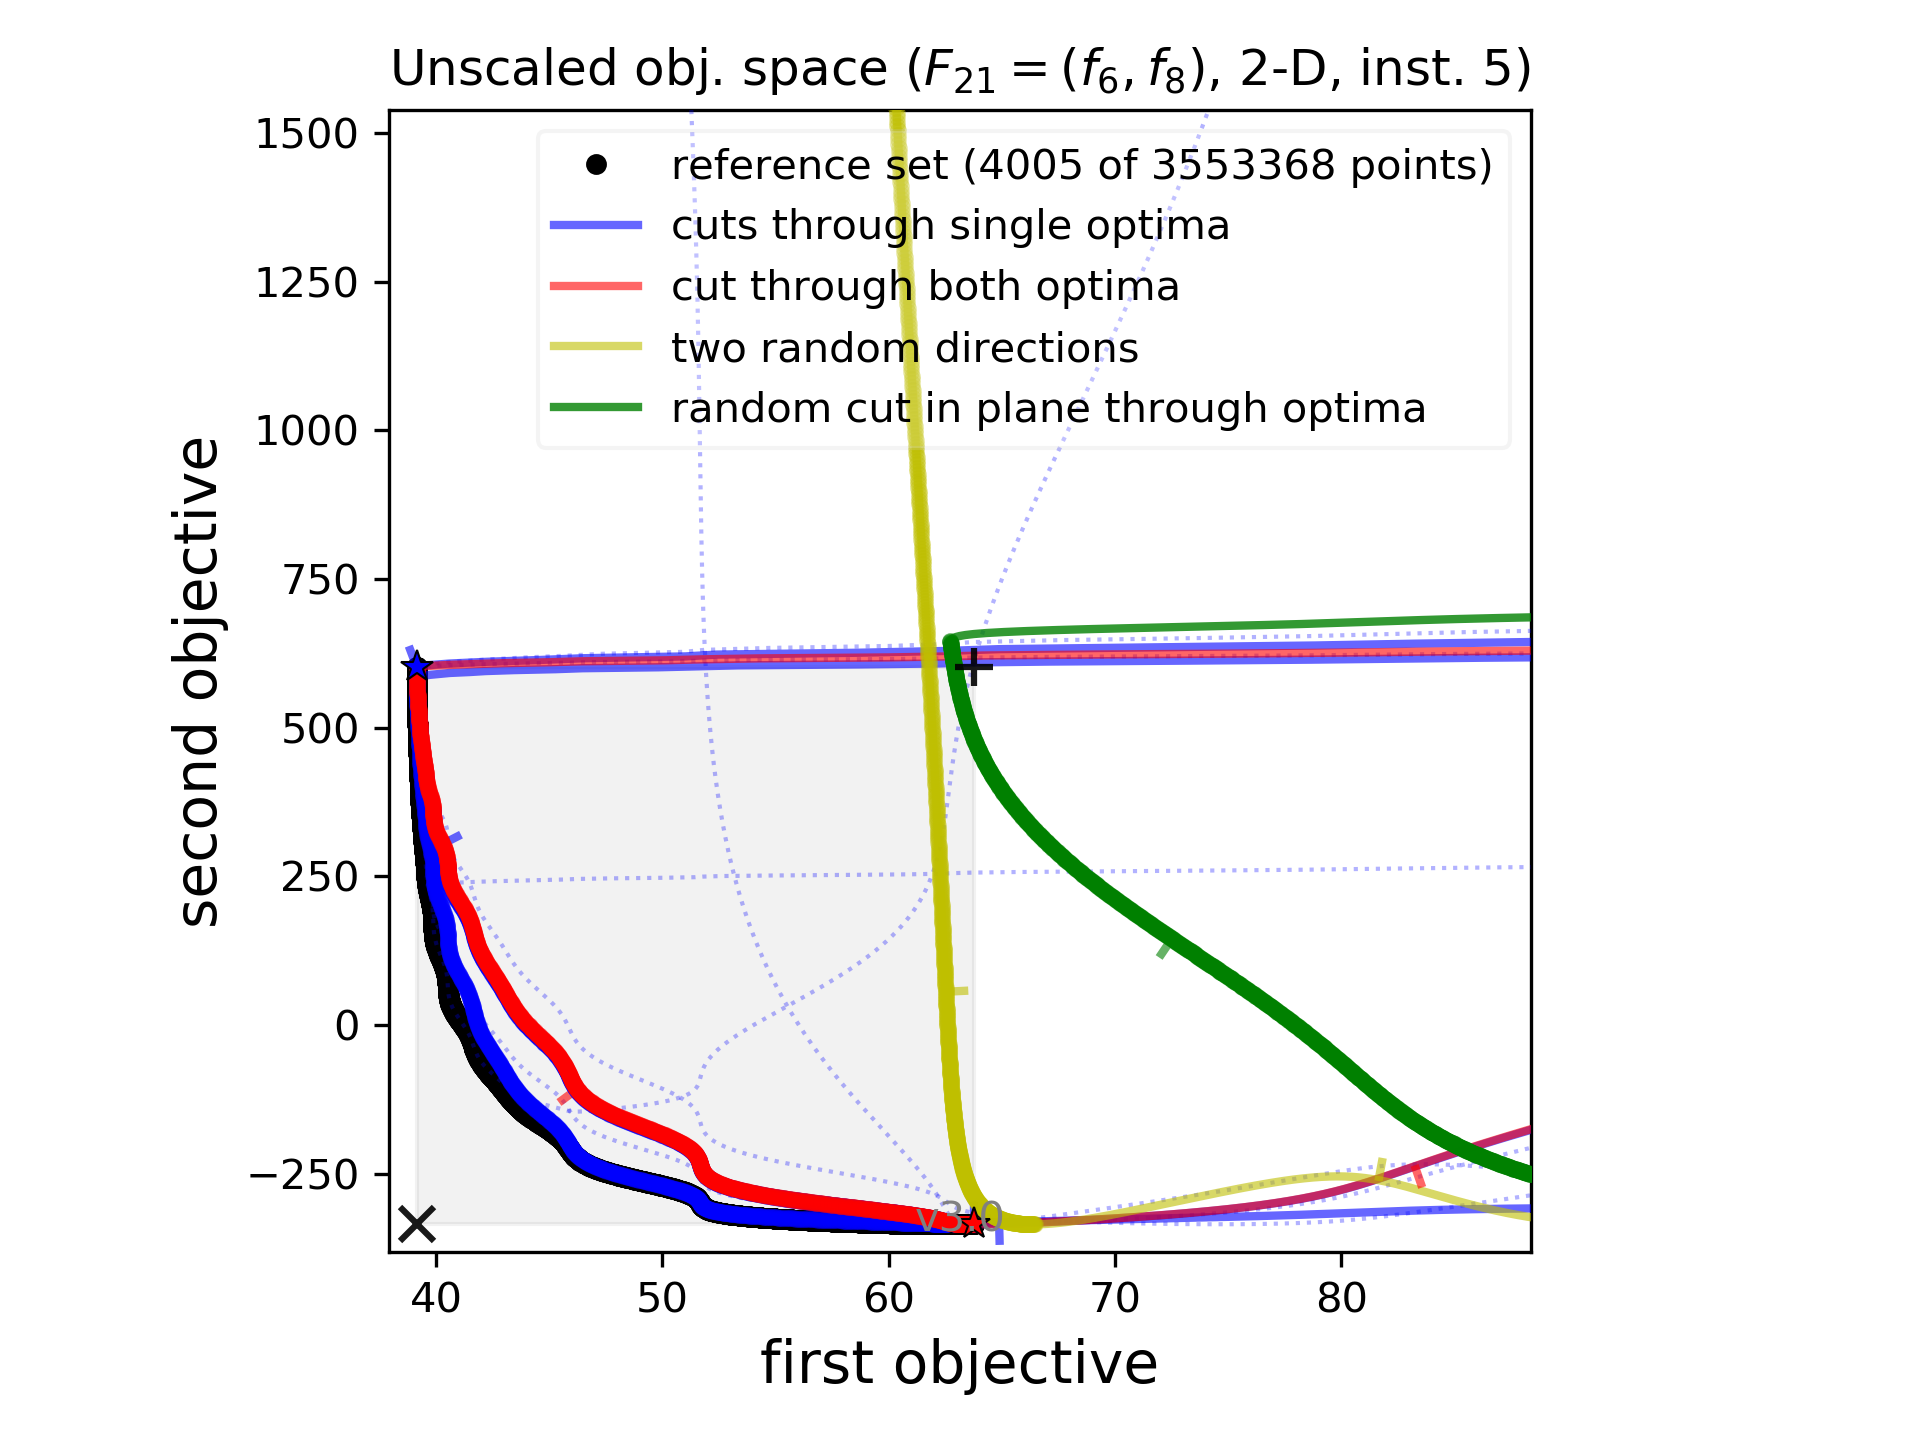 Unscaled obj. space (F₂₁ = (f₆, f₈), 2-D, inst. 5)
reference set (4005 of 3553368 points)
cuts through single optima
cut through both optima
two random directions
random cut in plane through optima
1500
1250
1000
750
500
250
0
−250
second objective
v3.0
40 50 60 70 80
first objective